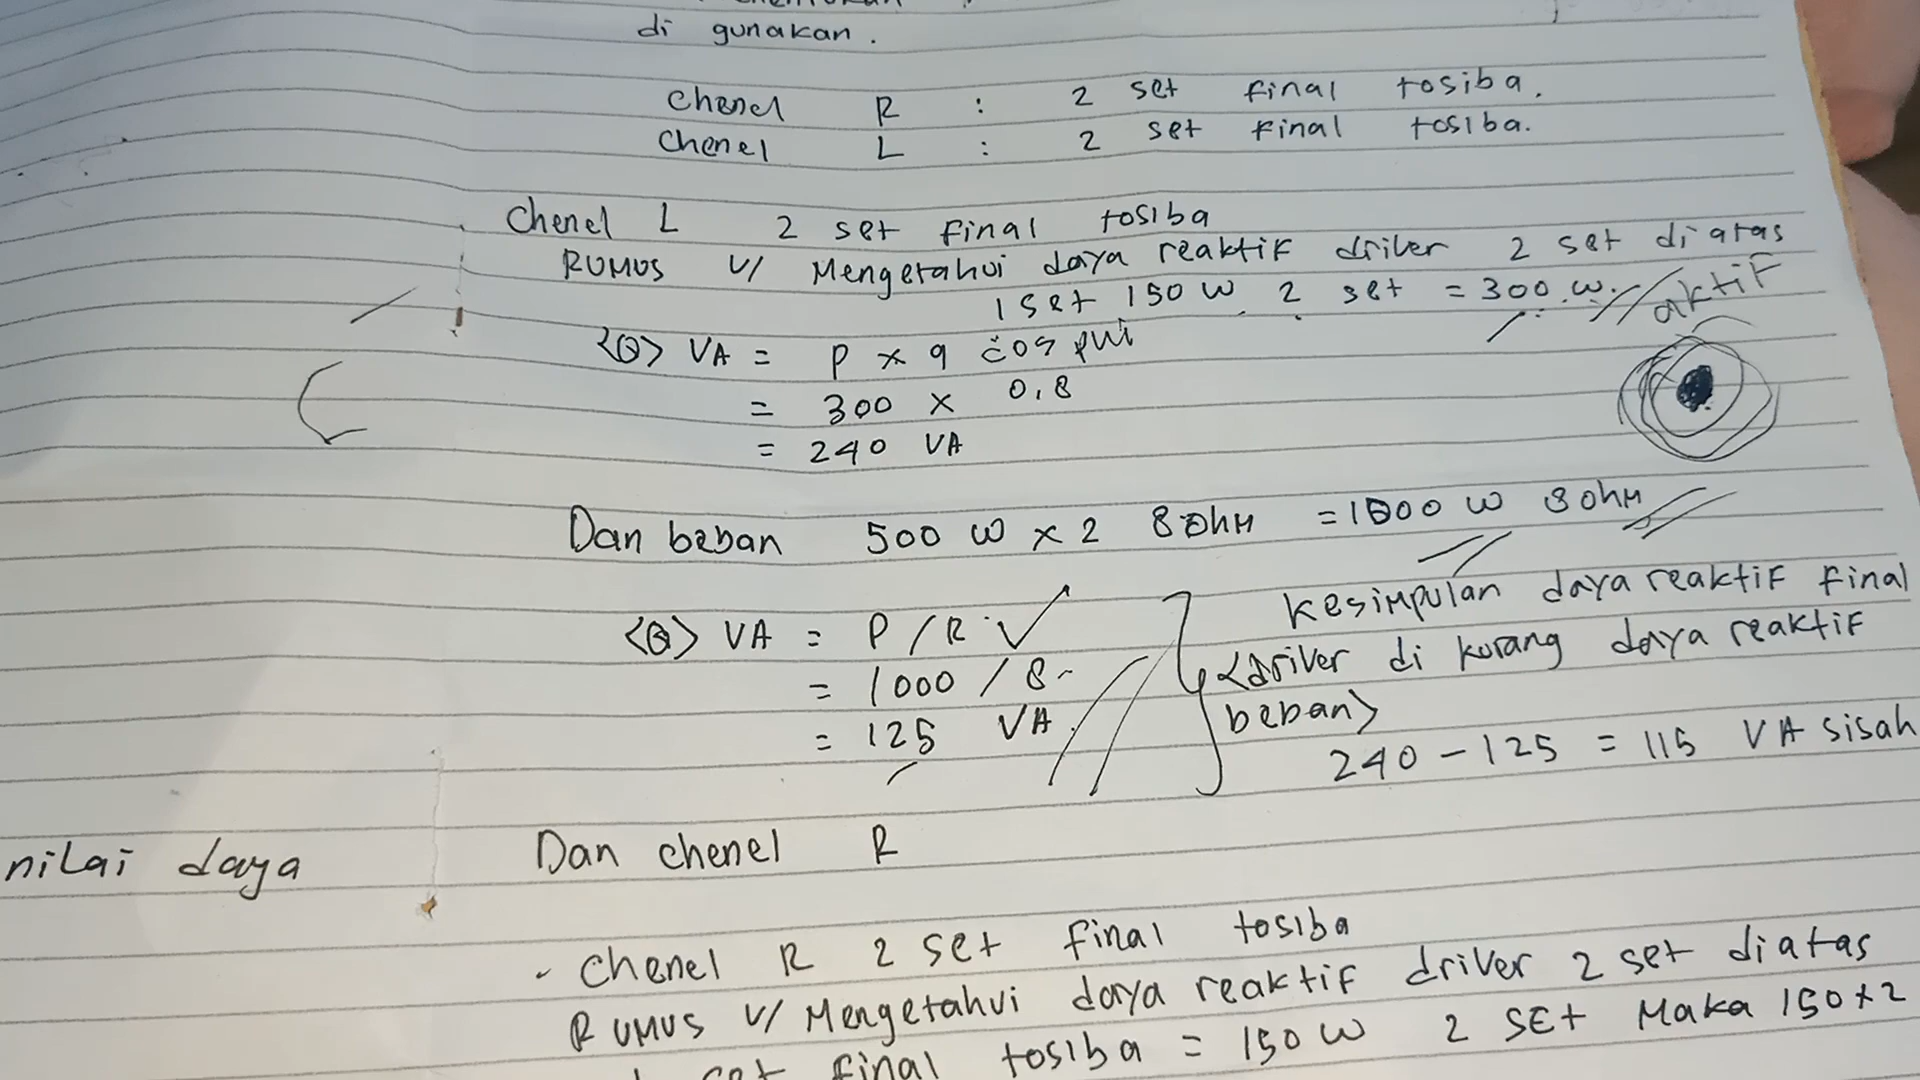 di gunakan.
chenel R : 2 set final tosiba.
Chenel L : 2 set final tosiba.
Chenel L 2 set final tosiba
RUMUS U/ Mengetahui daya reaktif driver 2 set diatas
1 set 150 W 2 set = 300 w. aktif
<Q> VA = P x q cos phi
= 300 x 0,8
= 240 VA
Dan beban 500 W x 2 8 ohm = 1000 W 8 ohm
<Q> VA = P / R
= 1000 / 8
= 125 VA.
kesimpulan daya reaktif final
<driver di kurang daya reaktif
beban>
240 - 125 = 115 VA sisah
nilai daya
Dan chenel R
- chenel R 2 set final tosiba
RUMUS U/ Mengetahui daya reaktif driver 2 set diatas
set final tosiba = 150 W 2 SEt Maka 150 x 2